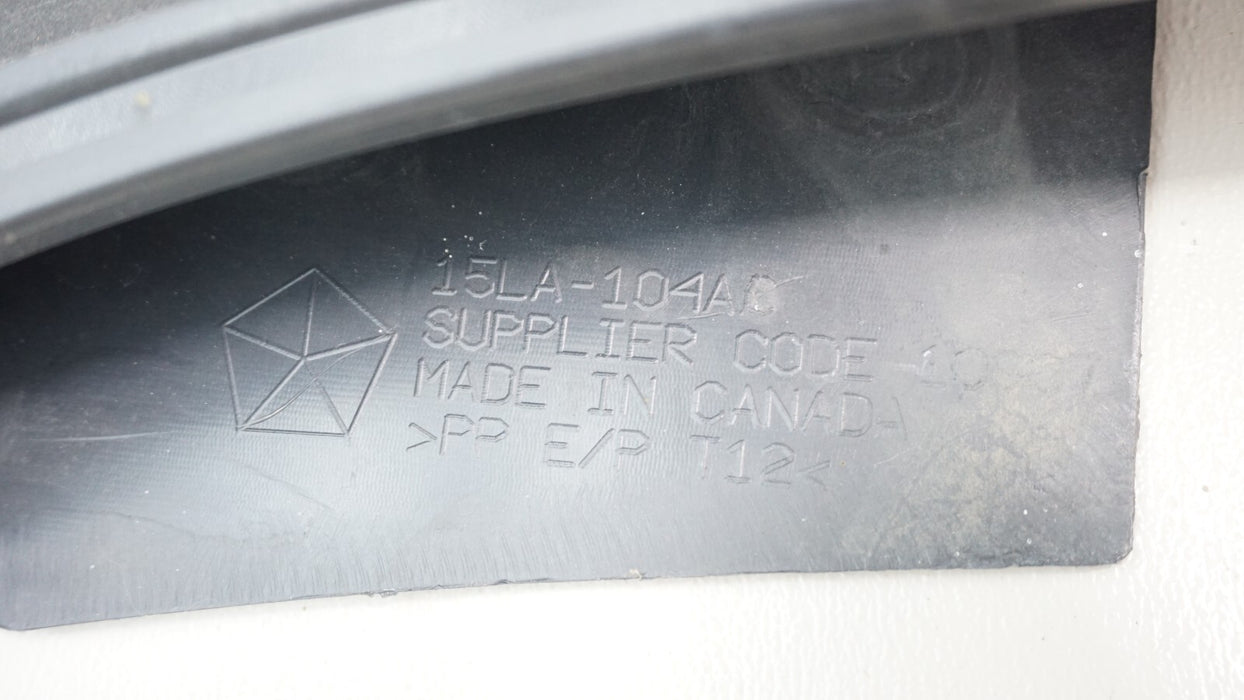 15LA-104A
SUPPLIER CODE
MADE IN CANADA
>PP E/P T12<